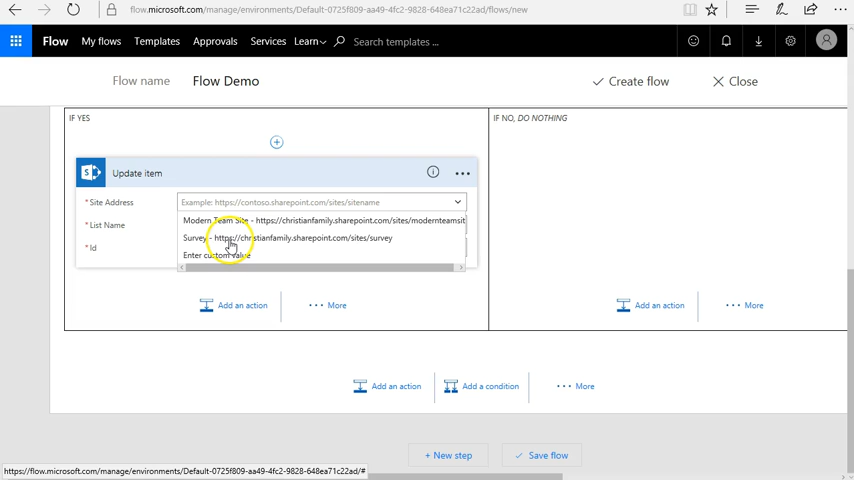 flow.microsoft.com/manage/environments/Default-0725f809-aa49-4fc2-9828-648ea71c22ad/flows/new
Flow My flows Templates Approvals Services Learn Search templates ...
Flow name Flow Demo Create flow Close
IF YES
IF NO, DO NOTHING
Update item
* Site Address Example: https://contoso.sharepoint.com/sites/sitename
Modern Team Site - https://christianfamily.sharepoint.com/sites/modernteamsit
* List Name
Survey - https://christianfamily.sharepoint.com/sites/survey
* Id
Enter custom value
Add an action More
Add an action More
Add an action Add a condition More
+ New step Save flow
https://flow.microsoft.com/manage/environments/Default-0725f809-aa49-4fc2-9828-648ea71c22ad/#